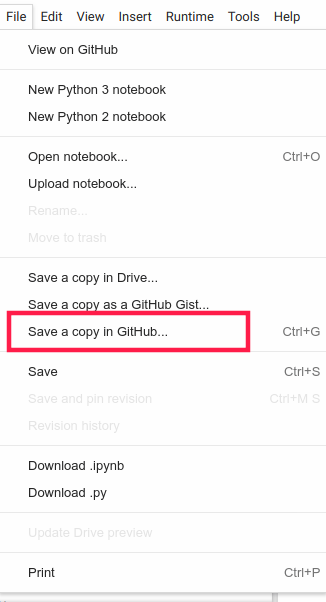 File Edit View Insert Runtime Tools Help
View on GitHub
New Python 3 notebook
New Python 2 notebook
Open notebook... Ctrl+O
Upload notebook...
Rename...
Move to trash
Save a copy in Drive...
Save a copy as a GitHub Gist...
Save a copy in GitHub... Ctrl+G
Save Ctrl+S
Save and pin revision Ctrl+M S
Revision history
Download .ipynb
Download .py
Update Drive preview
Print Ctrl+P